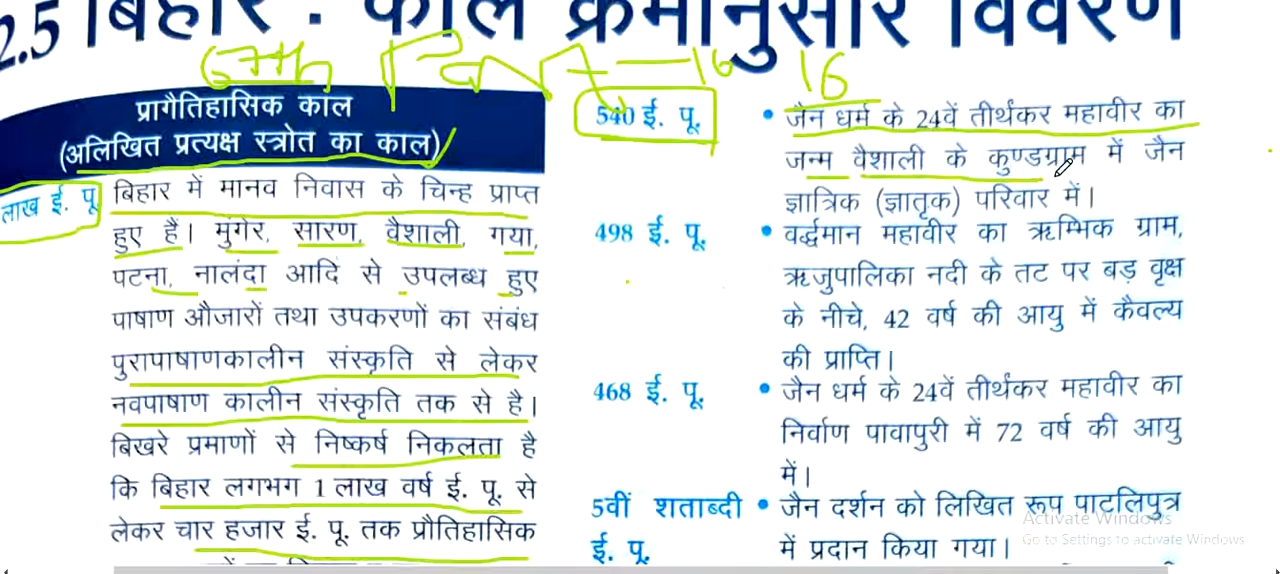 2.5 बिहार : काल क्रमानुसार विवरण
67th
16
16
प्रागैतिहासिक काल
(अलिखित प्रत्यक्ष स्त्रोत का काल)
लाख ई. पू. बिहार में मानव निवास के चिन्ह प्राप्त
हुए हैं। मुंगेर, सारण, वैशाली, गया,
पटना, नालंदा आदि से उपलब्ध हुए
पाषाण औजारों तथा उपकरणों का संबंध
पुरापाषाणकालीन संस्कृति से लेकर
नवपाषाण कालीन संस्कृति तक से है।
बिखरे प्रमाणों से निष्कर्ष निकलता है
कि बिहार लगभग 1 लाख वर्ष ई. पू. से
लेकर चार हजार ई. पू. तक प्रौतिहासिक
540 ई. पू. • जैन धर्म के 24वें तीर्थंकर महावीर का
जन्म वैशाली के कुण्डग्राम में जैन
ज्ञात्रिक (ज्ञातृक) परिवार में।
498 ई. पू. • वर्द्धमान महावीर का ऋम्भिक ग्राम,
ऋजुपालिका नदी के तट पर बड़ वृक्ष
के नीचे, 42 वर्ष की आयु में कैवल्य
की प्राप्ति।
468 ई. पू. • जैन धर्म के 24वें तीर्थंकर महावीर का
निर्वाण पावापुरी में 72 वर्ष की आयु
में।
5वीं शताब्दी • जैन दर्शन को लिखित रूप पाटलिपुत्र
ई. पू. में प्रदान किया गया।
Activate Windows
Go to Settings to activate Windows